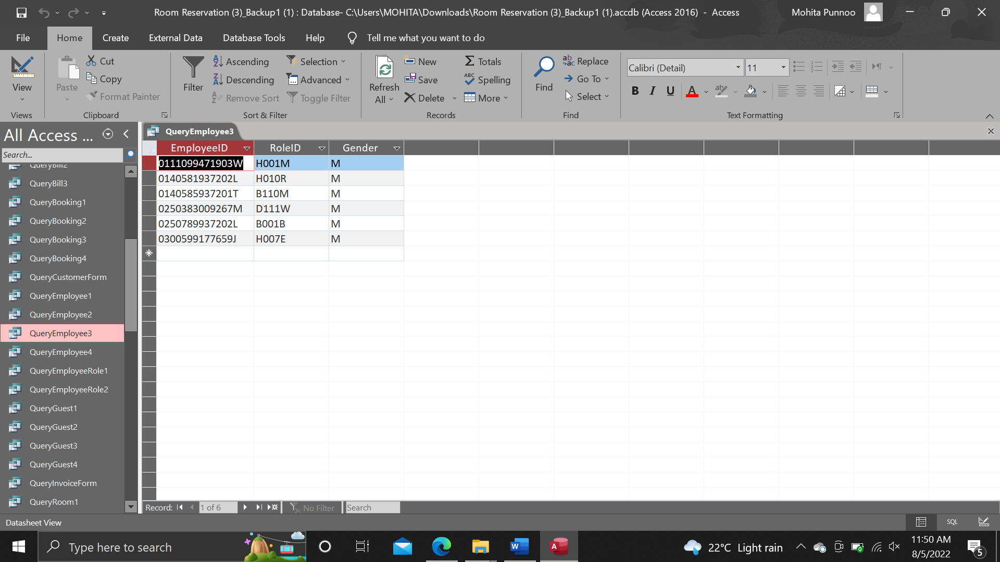 Room Reservation (3)_Backup1 (1) : Database- C:\Users\MOHITA\Downloads\Room Reservation (3)_Backup1 (1).accdb (Access 2016) - Access
Mohita Punnoo
File Home Create External Data Database Tools Help Tell me what you want to do
View
Views
Paste
Cut
Copy
Format Painter
Clipboard
Filter
Ascending
Descending
Remove Sort
Selection
Advanced
Toggle Filter
Sort & Filter
Refresh
All
New
Save
Delete
Totals
Spelling
More
Records
Find
Replace
Go To
Select
Find
Calibri (Detail) 11
B I U
Text Formatting
All Access ...
Search...
QueryBill2
QueryBill3
QueryBooking1
QueryBooking2
QueryBooking3
QueryBooking4
QueryCustomerForm
QueryEmployee1
QueryEmployee2
QueryEmployee3
QueryEmployee4
QueryEmployeeRole1
QueryEmployeeRole2
QueryGuest1
QueryGuest2
QueryGuest3
QueryGuest4
QueryInvoiceForm
QueryRoom1
QueryEmployee3
EmployeeID RoleID Gender
0111099471903W H001M M
0140581937202L H010R M
0140585937201T B110M M
0250383009267M D111W M
0250789937202L B001B M
0300599177659J H007E M
Record: 1 of 6 No Filter Search
Datasheet View
SQL
Type here to search
22°C Light rain
11:50 AM
8/5/2022
5